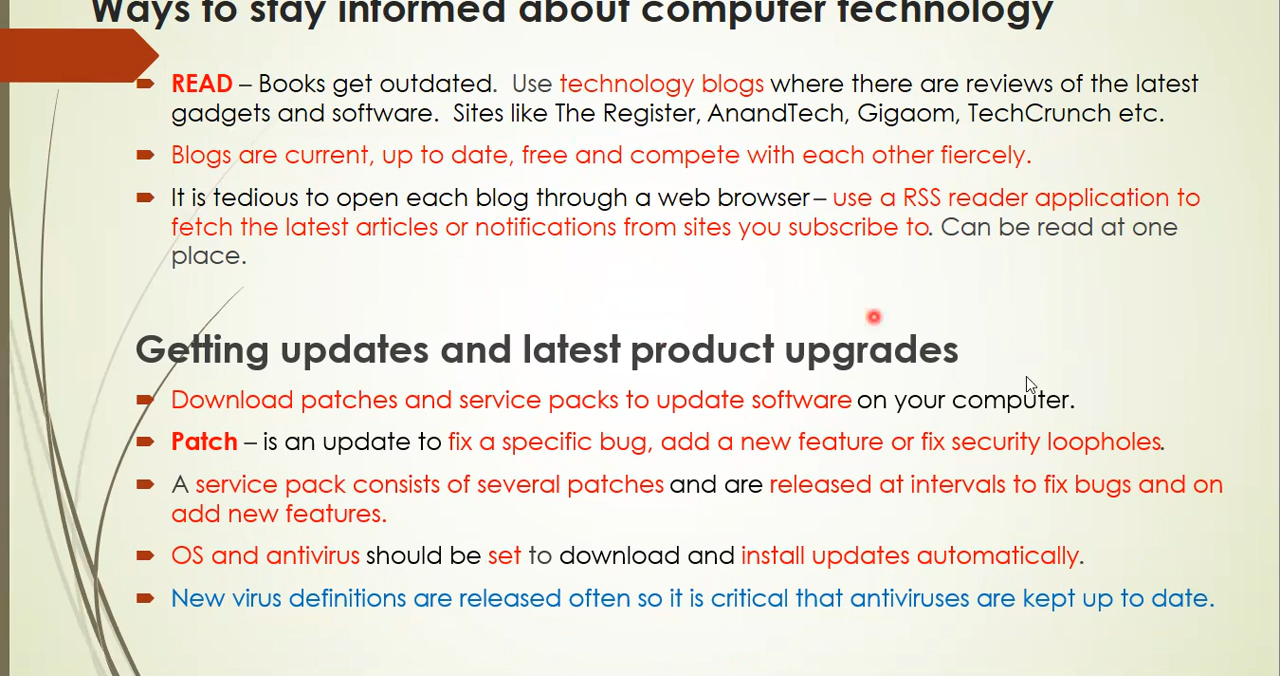 Ways to stay informed about computer technology
READ – Books get outdated. Use technology blogs where there are reviews of the latest
gadgets and software. Sites like The Register, AnandTech, Gigaom, TechCrunch etc.
Blogs are current, up to date, free and compete with each other fiercely.
It is tedious to open each blog through a web browser – use a RSS reader application to
fetch the latest articles or notifications from sites you subscribe to. Can be read at one
place.
Getting updates and latest product upgrades
Download patches and service packs to update software on your computer.
Patch – is an update to fix a specific bug, add a new feature or fix security loopholes.
A service pack consists of several patches and are released at intervals to fix bugs and on
add new features.
OS and antivirus should be set to download and install updates automatically.
New virus definitions are released often so it is critical that antiviruses are kept up to date.